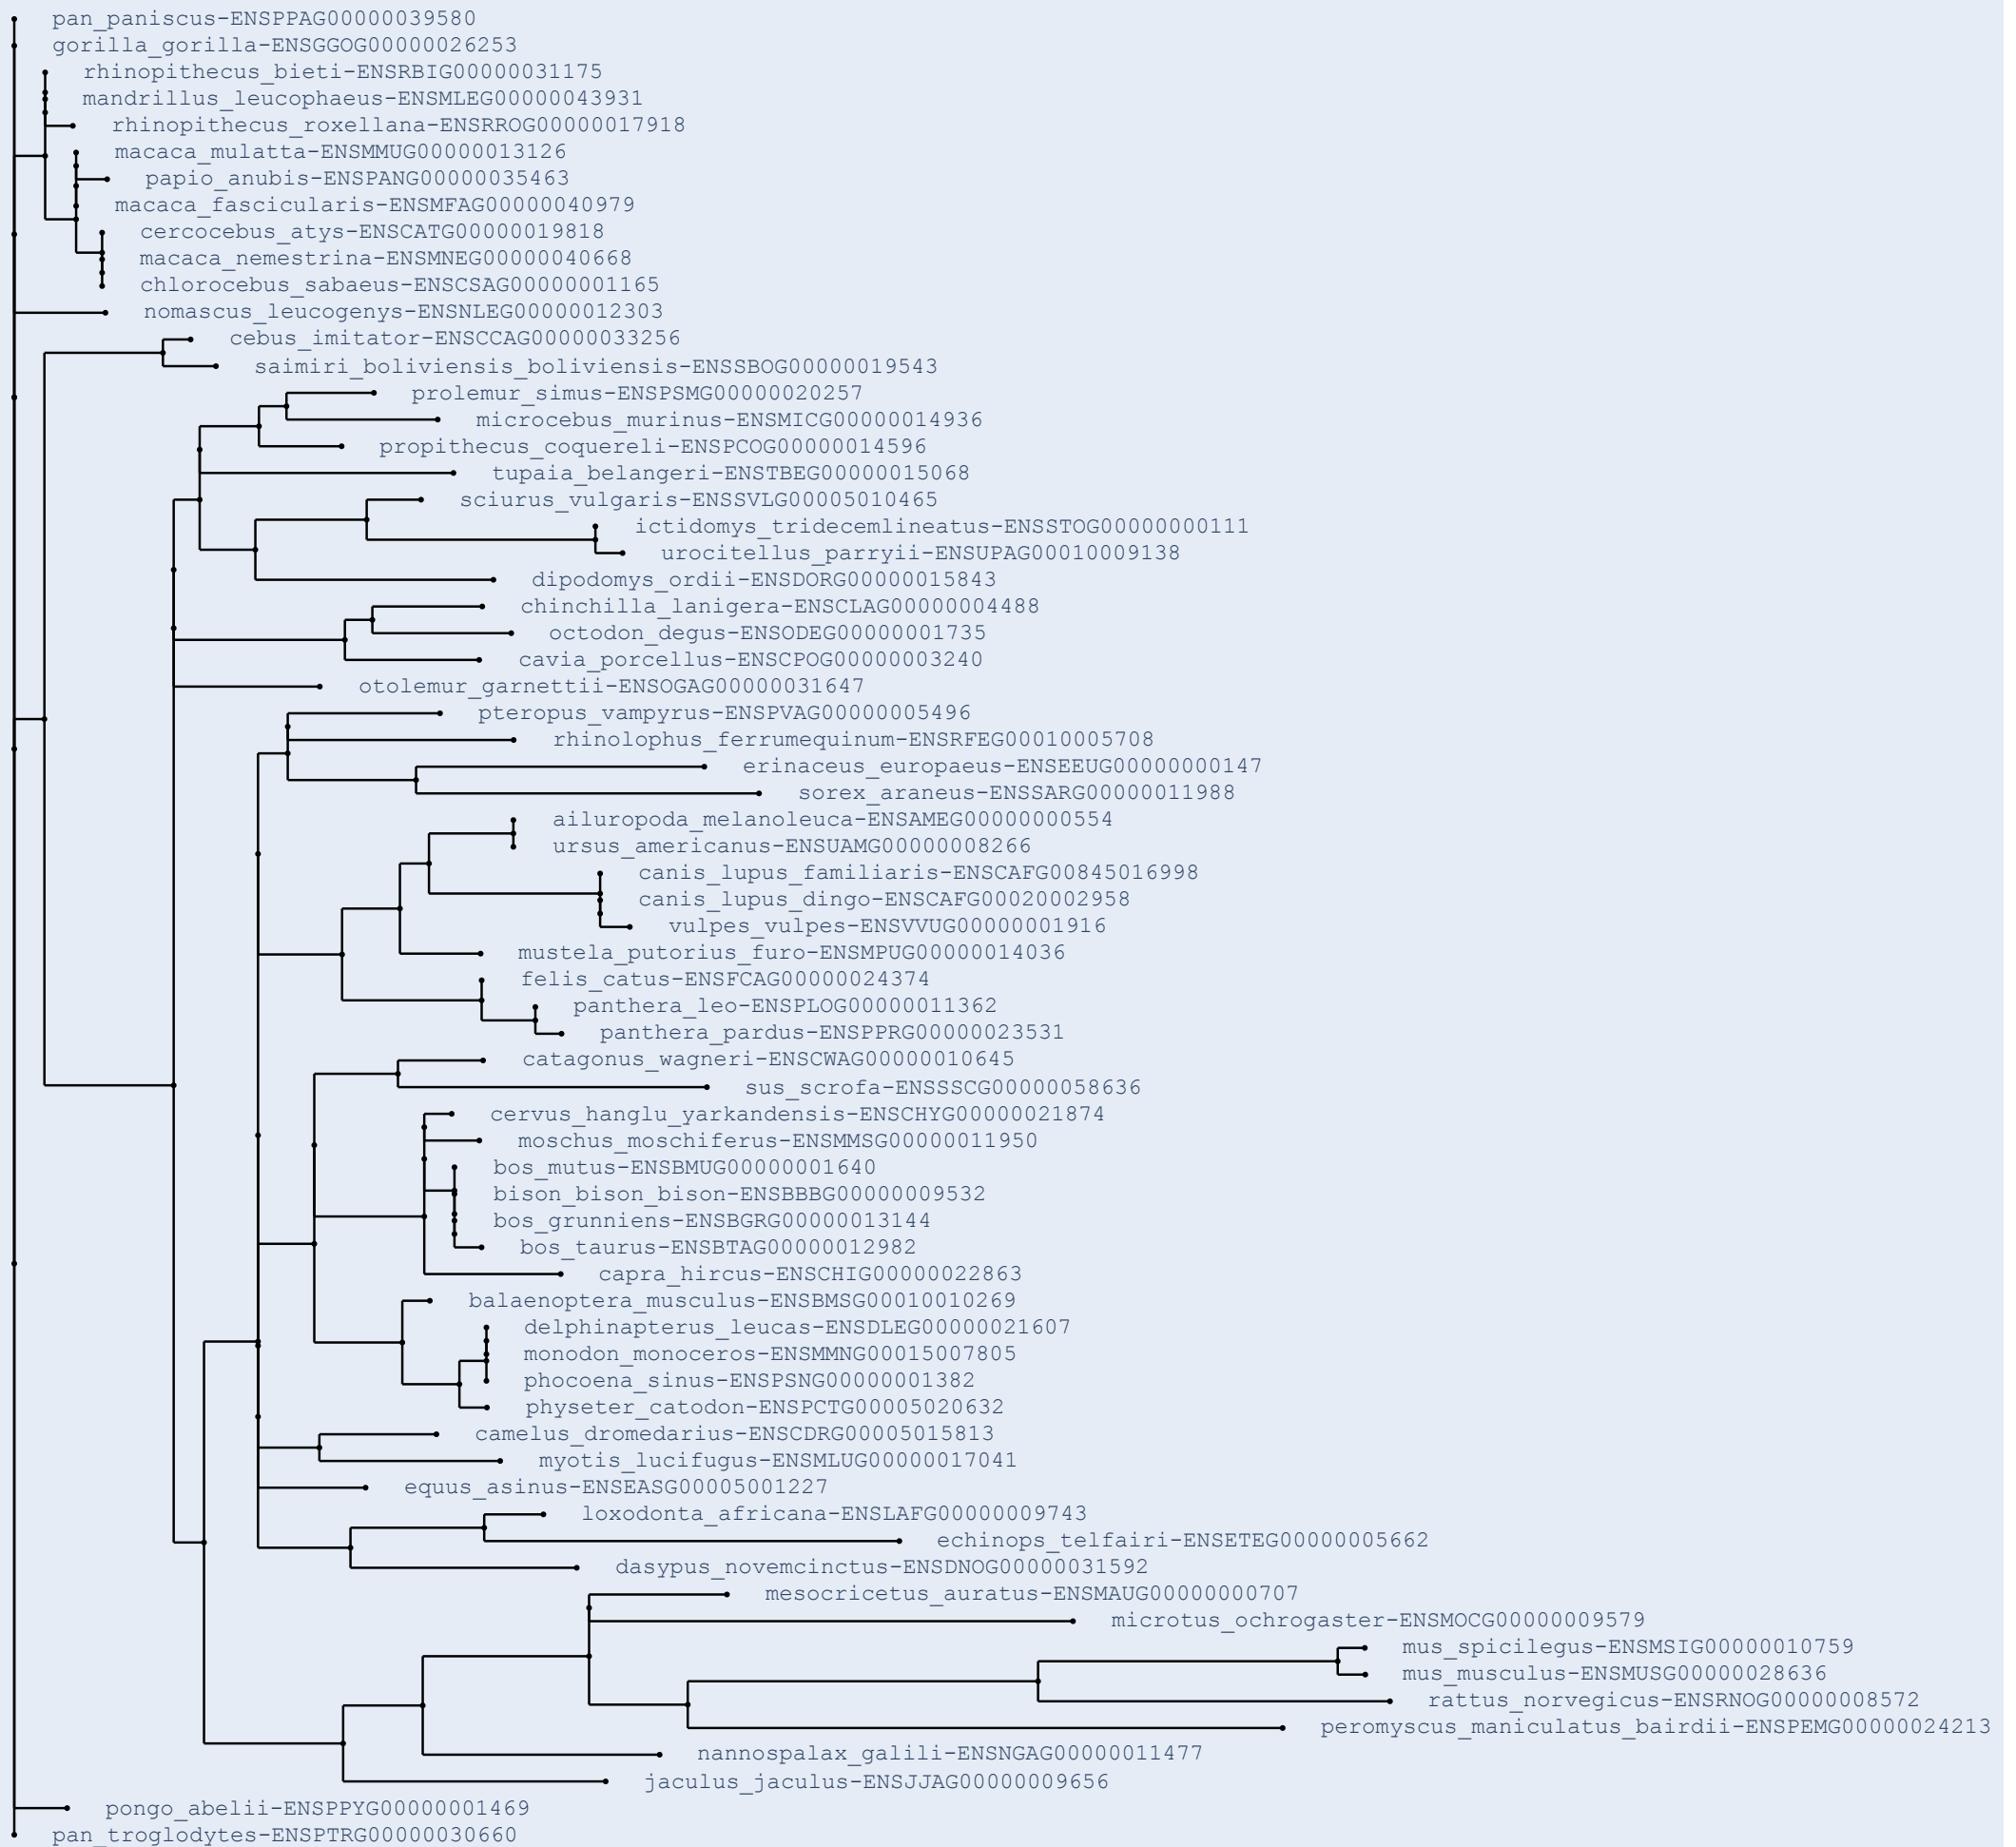 pan_paniscus-ENSPPAG00000039580
gorilla_gorilla-ENSGGOG00000026253
rhinopithecus_bieti-ENSRBIG00000031175
mandrillus_leucophaeus-ENSMLEG00000043931
rhinopithecus_roxellana-ENSRROG00000017918
macaca_mulatta-ENSMMUG00000013126
papio_anubis-ENSPANG00000035463
macaca_fascicularis-ENSMFAG00000040979
cercocebus_atys-ENSCATG00000019818
macaca_nemestrina-ENSMNEG00000040668
chlorocebus_sabaeus-ENSCSAG00000001165
nomascus_leucogenys-ENSNLEG00000012303
cebus_imitator-ENSCCAG00000033256
saimiri_boliviensis_boliviensis-ENSSBOG00000019543
prolemur_simus-ENSPSMG00000020257
microcebus_murinus-ENSMICG00000014936
propithecus_coquereli-ENSPCOG00000014596
tupaia_belangeri-ENSTBEG00000015068
sciurus_vulgaris-ENSSVLG00005010465
ictidomys_tridecemlineatus-ENSSTOG00000000111
urocitellus_parryii-ENSUPAG00010009138
dipodomys_ordii-ENSDORG00000015843
chinchilla_lanigera-ENSCLAG00000004488
octodon_degus-ENSODEG00000001735
cavia_porcellus-ENSCPOG00000003240
otolemur_garnettii-ENSOGAG00000031647
pteropus_vampyrus-ENSPVAG00000005496
rhinolophus_ferrumequinum-ENSRFEG00010005708
erinaceus_europaeus-ENSEEUG00000000147
sorex_araneus-ENSSARG00000011988
ailuropoda_melanoleuca-ENSAMEG00000000554
ursus_americanus-ENSUAMG00000008266
canis_lupus_familiaris-ENSCAFG00845016998
canis_lupus_dingo-ENSCAFG00020002958
vulpes_vulpes-ENSVVUG00000001916
mustela_putorius_furo-ENSMPUG00000014036
felis_catus-ENSFCAG00000024374
panthera_leo-ENSPLOG00000011362
panthera_pardus-ENSPPRG00000023531
catagonus_wagneri-ENSCWAG00000010645
sus_scrofa-ENSSSCG00000058636
cervus_hanglu_yarkandensis-ENSCHYG00000021874
moschus_moschiferus-ENSMMSG00000011950
bos_mutus-ENSBMUG00000001640
bison_bison_bison-ENSBBBG00000009532
bos_grunniens-ENSBGRG00000013144
bos_taurus-ENSBTAG00000012982
capra_hircus-ENSCHIG00000022863
balaenoptera_musculus-ENSBMSG00010010269
delphinapterus_leucas-ENSDLEG00000021607
monodon_monoceros-ENSMMNG00015007805
phocoena_sinus-ENSPSNG00000001382
physeter_catodon-ENSPCTG00005020632
camelus_dromedarius-ENSCDRG00005015813
myotis_lucifugus-ENSMLUG00000017041
equus_asinus-ENSEASG00005001227
loxodonta_africana-ENSLAFG00000009743
echinops_telfairi-ENSETEG00000005662
dasypus_novemcinctus-ENSDNOG00000031592
mesocricetus_auratus-ENSMAUG00000000707
microtus_ochrogaster-ENSMOCG00000009579
mus_spicilegus-ENSMSIG00000010759
mus_musculus-ENSMUSG00000028636
rattus_norvegicus-ENSRNOG00000008572
peromyscus_maniculatus_bairdii-ENSPEMG00000024213
nannospalax_galili-ENSNGAG00000011477
jaculus_jaculus-ENSJJAG00000009656
pongo_abelii-ENSPPYG00000001469
pan_troglodytes-ENSPTRG00000030660